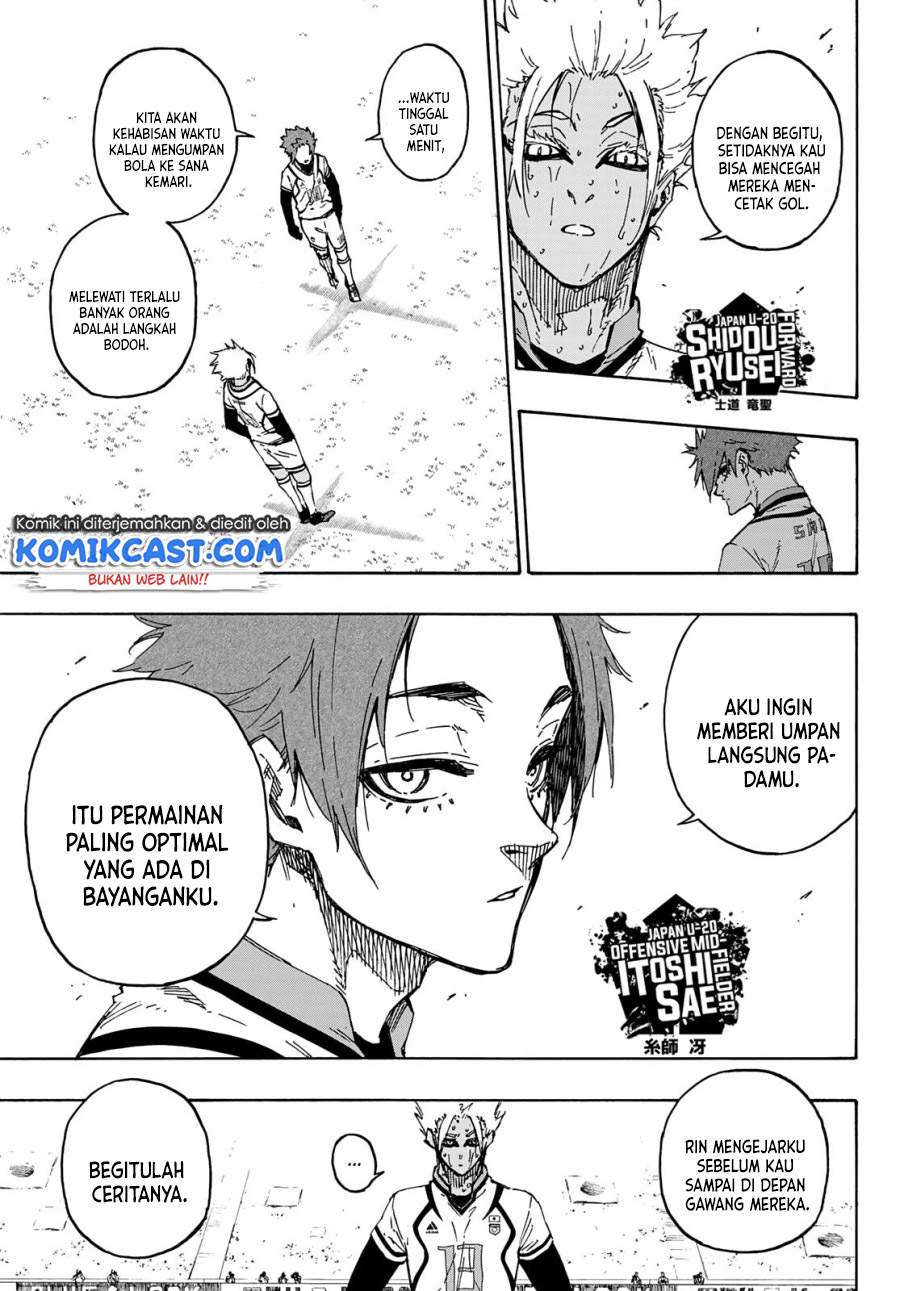 DENGAN BEGITU,
SETIDAKNYA KAU
BISA MENCEGAH
MEREKA MEN-
CETAK GOL.
JAPAN U-20
FORWARD
SHIDOU
RYUSEI
士道 竜聖
...WAKTU
TINGGAL
SATU
MENIT,
KITA AKAN
KEHABISAN WAKTU
KALAU MENGUMPAN
BOLA KE SANA
KEMARI.
MELEWATI TERLALU
BANYAK ORANG
ADALAH LANGKAH
BODOH.
Komik ini diterjemahkan & diedit oleh
KOMIKCAST.COM
BUKAN WEB LAIN!!
10
AKU INGIN
MEMBERI UMPAN
LANGSUNG PA-
DAMU.
ITU PERMAINAN
PALING OPTIMAL
YANG ADA DI
BAYANGANKU.
JAPAN U-20
OFFENSIVE MID-
FIELDER
ITOSHI
SAE
糸師 冴
RIN MENGEJARKU
SEBELUM KAU
SAMPAI DI DEPAN
GAWANG MEREKA.
...
BEGITULAH
CERITANYA.